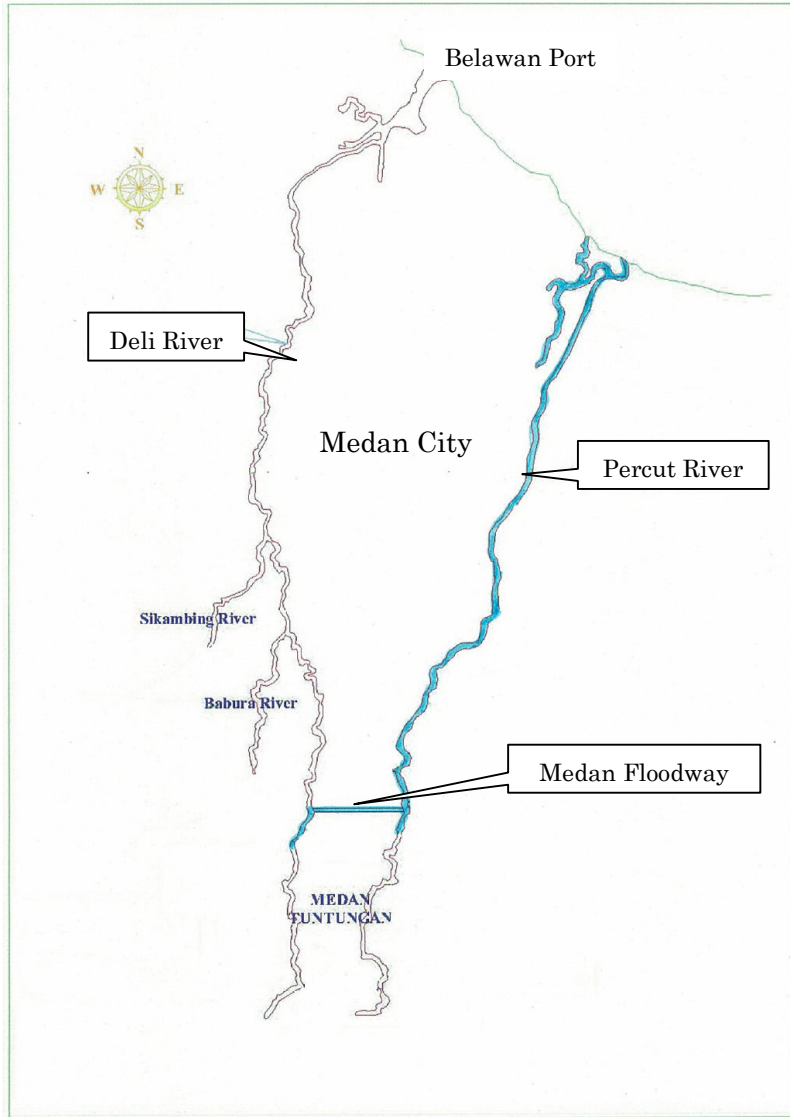 Belawan Port
N
W E
S
Deli River
Medan City
Percut River
Sikambing River
Babura River
Medan Floodway
MEDAN
TUNTUNGAN